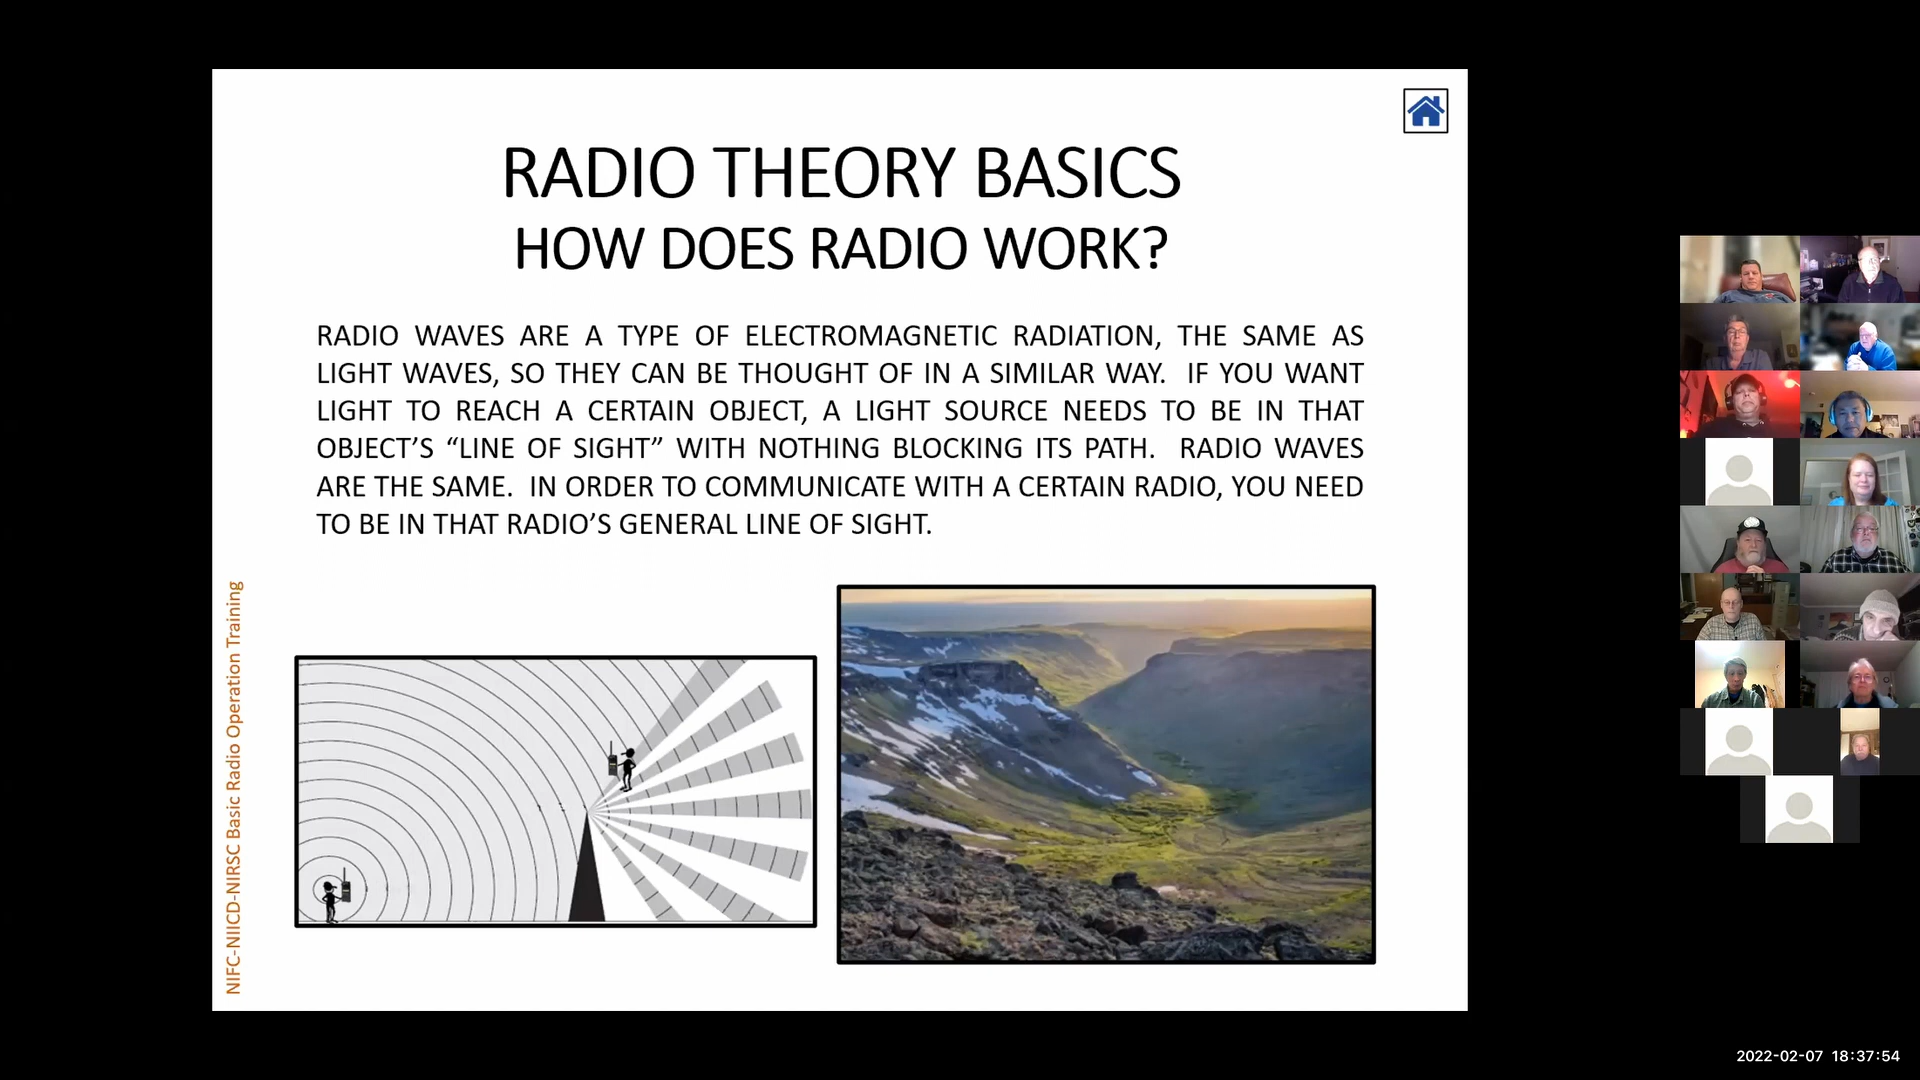 RADIO THEORY BASICS
HOW DOES RADIO WORK?
RADIO WAVES ARE A TYPE OF ELECTROMAGNETIC RADIATION, THE SAME AS
LIGHT WAVES, SO THEY CAN BE THOUGHT OF IN A SIMILAR WAY.  IF YOU WANT
LIGHT TO REACH A CERTAIN OBJECT, A LIGHT SOURCE NEEDS TO BE IN THAT
OBJECT’S “LINE OF SIGHT” WITH NOTHING BLOCKING ITS PATH.  RADIO WAVES
ARE THE SAME.  IN ORDER TO COMMUNICATE WITH A CERTAIN RADIO, YOU NEED
TO BE IN THAT RADIO’S GENERAL LINE OF SIGHT.
NIFC-NIICD-NIRSC Basic Radio Operation Training
2022-02-07 18:37:54